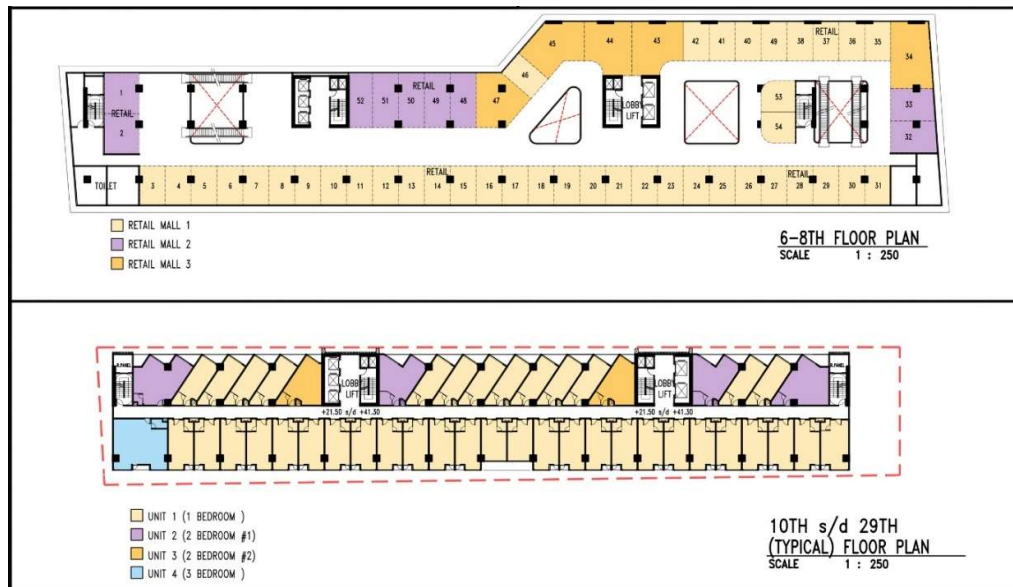 45
44
43
42
41
40
49
38
37
36
35
RETAIL
34
46
1
RETAIL
2
RETAIL
52
51
50
49
48
47
LOBBY
LIFT
53
54
33
32
RETAIL
RETAIL
TOILET
3
4
5
6
7
8
9
10
11
12
13
14
15
16
17
18
19
20
21
22
23
24
25
26
27
28
29
30
31
RETAIL MALL 1
RETAIL MALL 2
RETAIL MALL 3
6-8TH FLOOR PLAN
SCALE 1 : 250
LOBBY
LIFT
LOBBY
LIFT
+21.50 s/d +41.30
+21.50 s/d +41.30
UNIT 1 (1 BEDROOM )
UNIT 2 (2 BEDROOM #1)
UNIT 3 (2 BEDROOM #2)
UNIT 4 (3 BEDROOM )
10TH s/d 29TH
(TYPICAL) FLOOR PLAN
SCALE 1 : 250